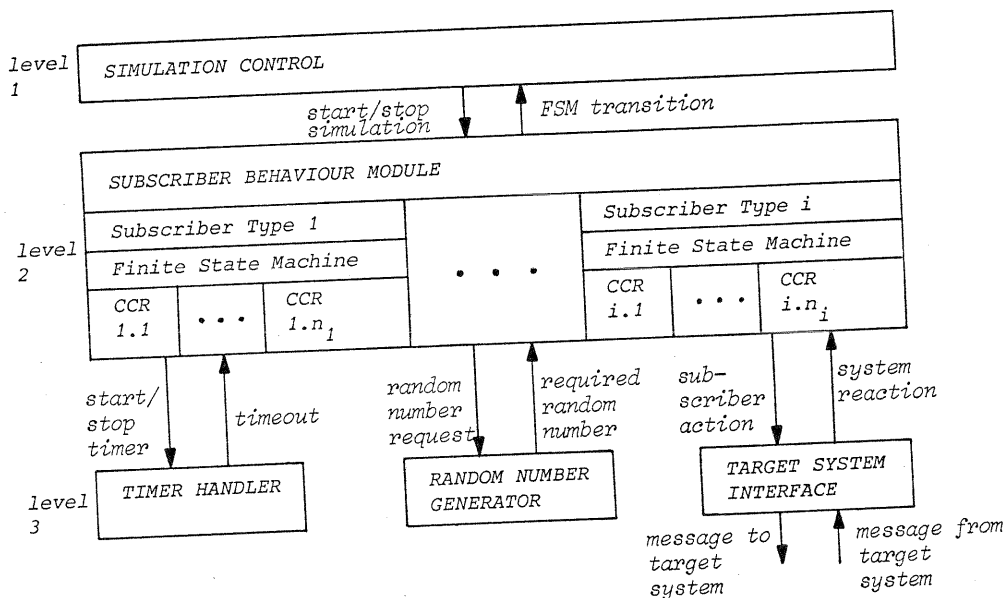 level
1
SIMULATION CONTROL
start/stop
simulation
FSM transition
SUBSCRIBER BEHAVIOUR MODULE
level
2
Subscriber Type 1
Finite State Machine
CCR
1.1
...
CCR
1.n1
...
Subscriber Type i
Finite State Machine
CCR
i.1
...
CCR
i.ni
start/
stop
timer
timeout
random
number
request
required
random
number
sub-
scriber
action
system
reaction
level
3
TIMER HANDLER
RANDOM NUMBER
GENERATOR
TARGET SYSTEM
INTERFACE
message to
target
system
message from
target
system